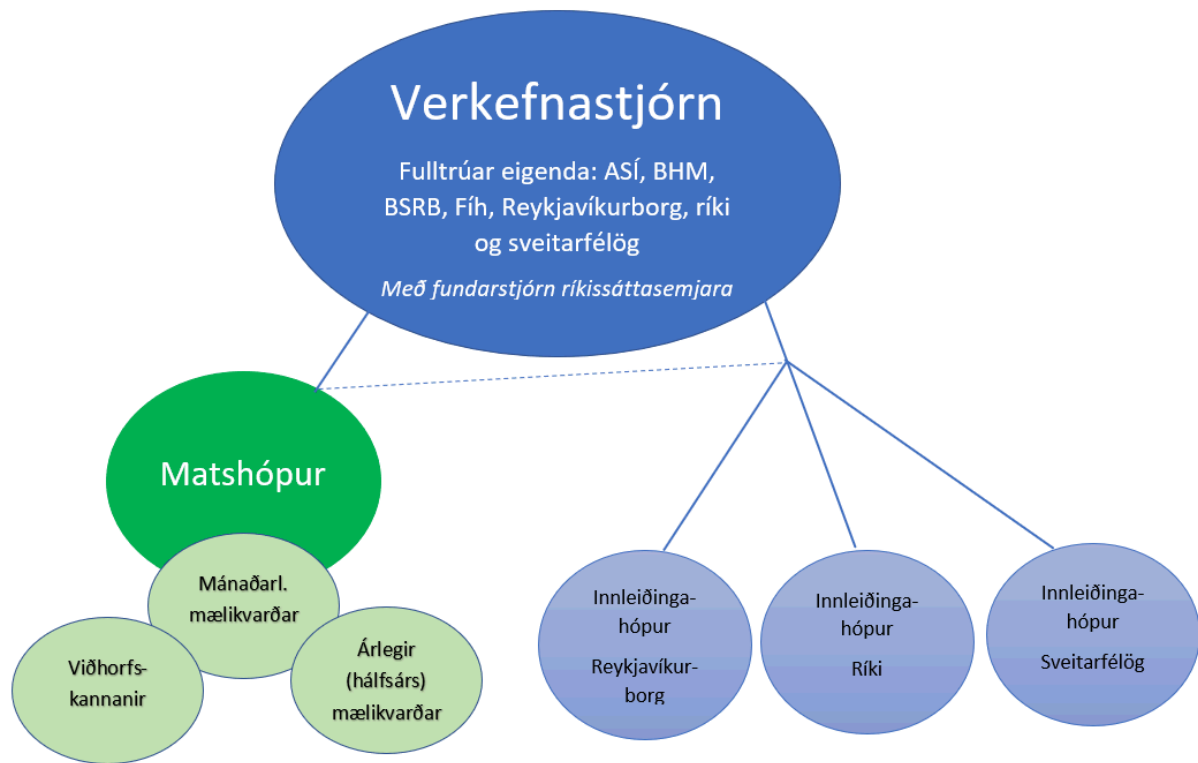 Verkefnastjórn
Fulltrúar eigenda: ASÍ, BHM,
BSRB, Fíh, Reykjavíkurborg, ríki
og sveitarfélög
Með fundarstjórn ríkissáttasemjara
Matshópur
Mánaðarl.
mælikvarðar
Viðhorfs-
kannanir
Árlegir
(hálfsárs)
mælikvarðar
Innleiðinga-
hópur
Reykjavíkur-
borg
Innleiðinga-
hópur
Ríki
Innleiðinga-
hópur
Sveitarfélög